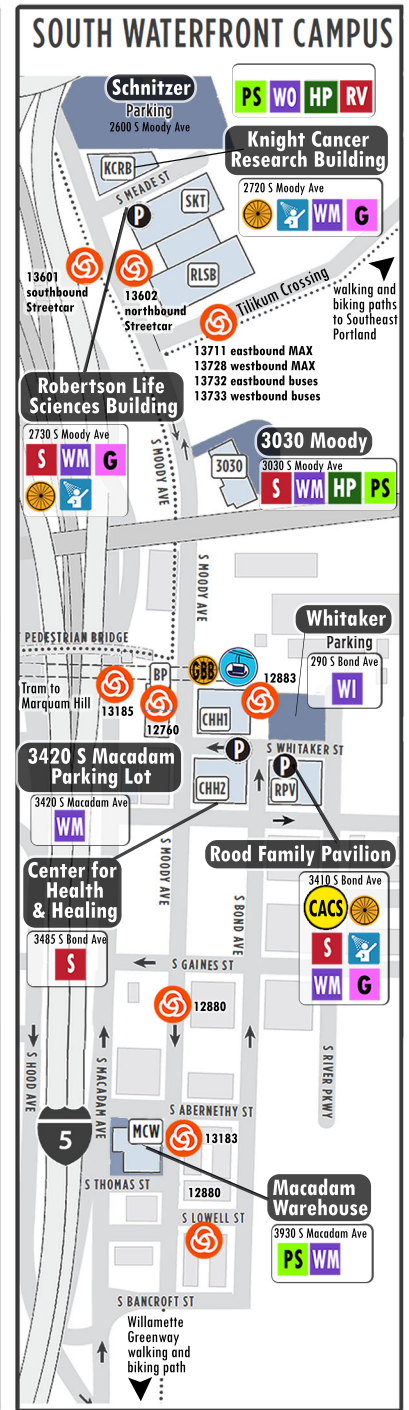 SOUTH WATERFRONT CAMPUS
Schnitzer
Parking
2600 S Moody Ave
PS WO HP RV
Knight Cancer
Research Building
2720 S Moody Ave
WM G
KCRB
S MEADE ST
SKT
P
RLSB
13601
southbound
Streetcar
13602
northbound
Streetcar
Tilikum Crossing
walking and
biking paths
to Southeast
Portland
13711 eastbound MAX
13728 westbound MAX
13732 eastbound buses
13733 westbound buses
Robertson Life
Sciences Building
2730 S Moody Ave
S WM G
S MOODY AVE
3030
3030 Moody
3030 S Moody Ave
S WM HP PS
S MOODY AVE
Whitaker
Parking
290 S Bond Ave
WI
PEDESTRIAN BRIDGE
Tram to
Marquam Hill
13185
BP
12760
GBB
12883
CHH1
S WHITAKER ST
P
P
CHH2
RPV
3420 S Macadam
Parking Lot
3420 S Macadam Ave
WM
Center for
Health
& Healing
3485 S Bond Ave
S
S MOODY AVE
S BOND AVE
Rood Family Pavilion
3410 S Bond Ave
CACS
S
WM G
S GAINES ST
12880
S HOOD AVE
S MACADAM AVE
S RIVER PKWY
5
S ABERNETHY ST
MCW
13183
S THOMAS ST
12880
Macadam
Warehouse
3930 S Macadam Ave
PS WM
S LOWELL ST
S BANCROFT ST
Willamette
Greenway
walking and
biking path